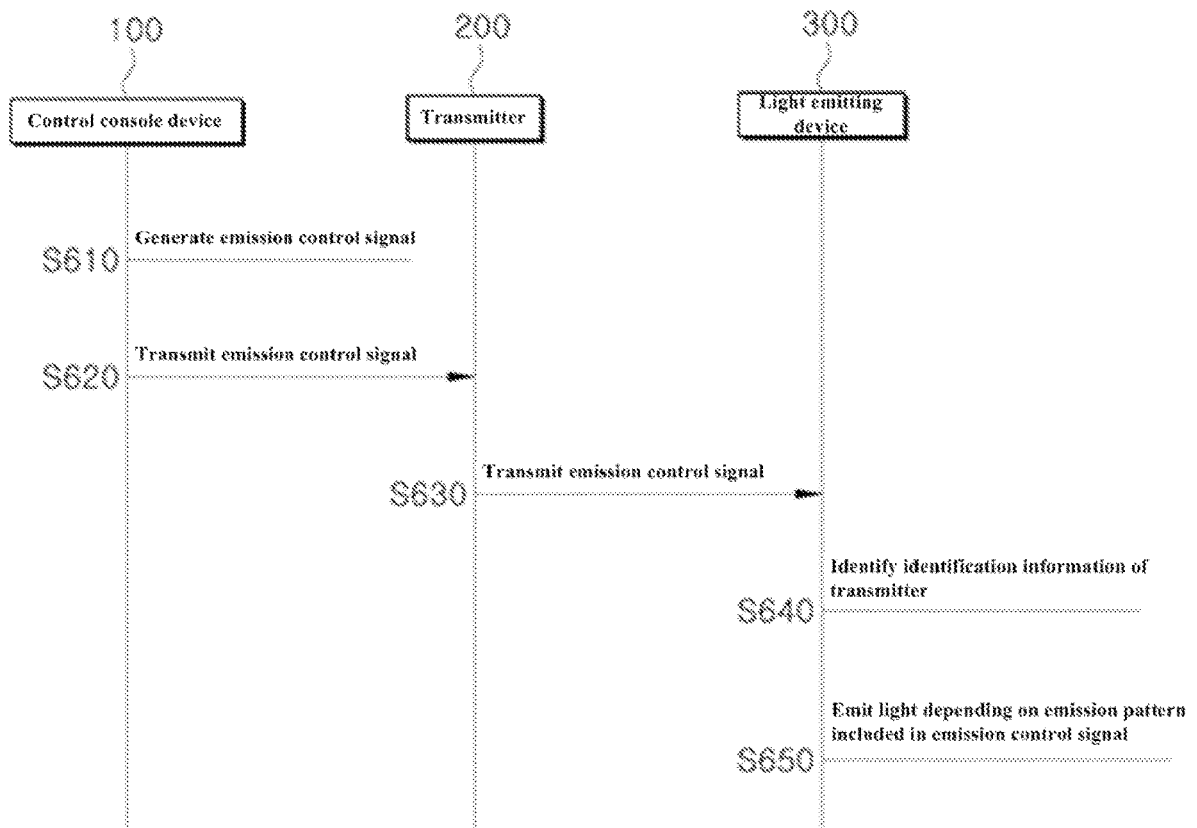 100
200
300
Control console device
Transmitter
Light emitting
device
Generate emission control signal
S610
Transmit emission control signal
S620
Transmit emission control signal
S630
Identify identification information of
transmitter
S640
Emit light depending on emission pattern
included in emission control signal
S650